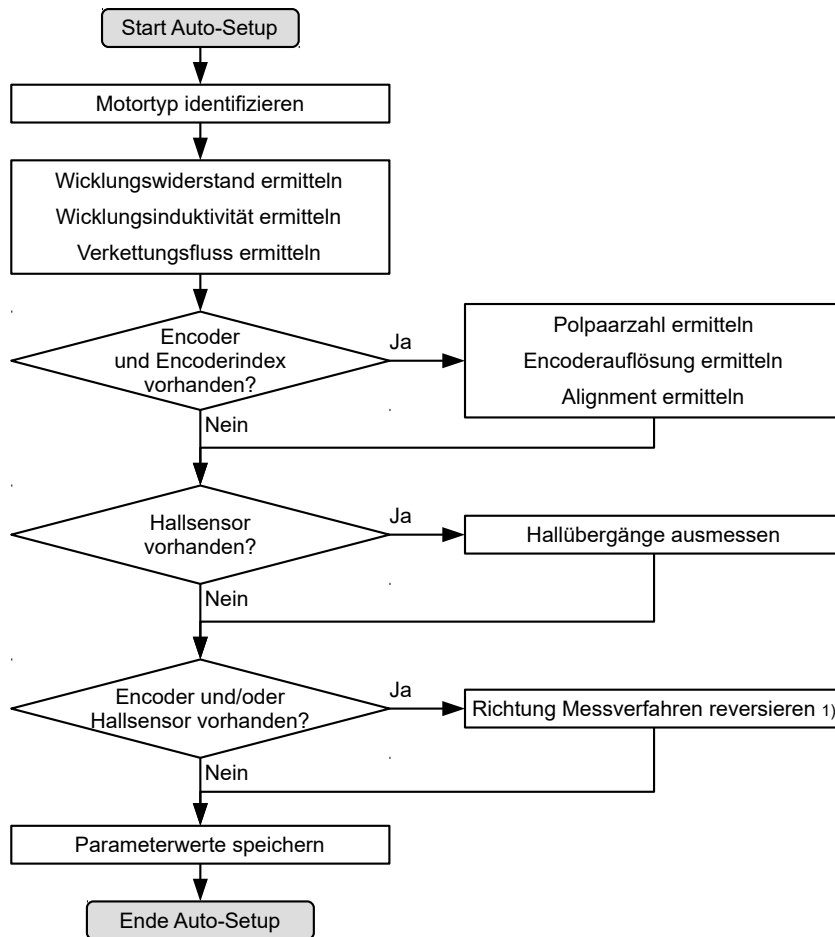 Start Auto-Setup
Motortyp identifizieren
Wicklungswiderstand ermitteln
Wicklungsinduktivität ermitteln
Verkettungsfluss ermitteln
Encoder
und Encoderindex
vorhanden?
Ja
Polpaarzahl ermitteln
Encoderauflösung ermitteln
Alignment ermitteln
Nein
Hallsensor
vorhanden?
Ja
Hallübergänge ausmessen
Nein
Encoder und/oder
Hallsensor vorhanden?
Ja
Richtung Messverfahren reversieren 1)
Nein
Parameterwerte speichern
Ende Auto-Setup